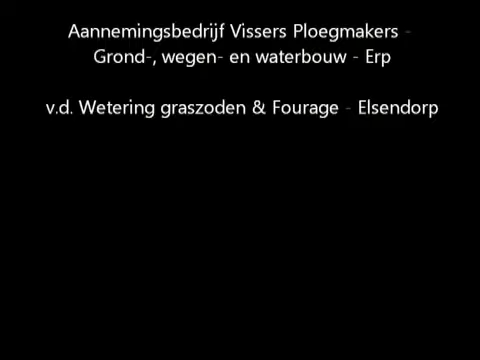 Aannemingsbedrijf Vissers Ploegmakers -
Grond-, wegen- en waterbouw - Erp
v.d. Wetering graszoden & Fourage - Elsendorp